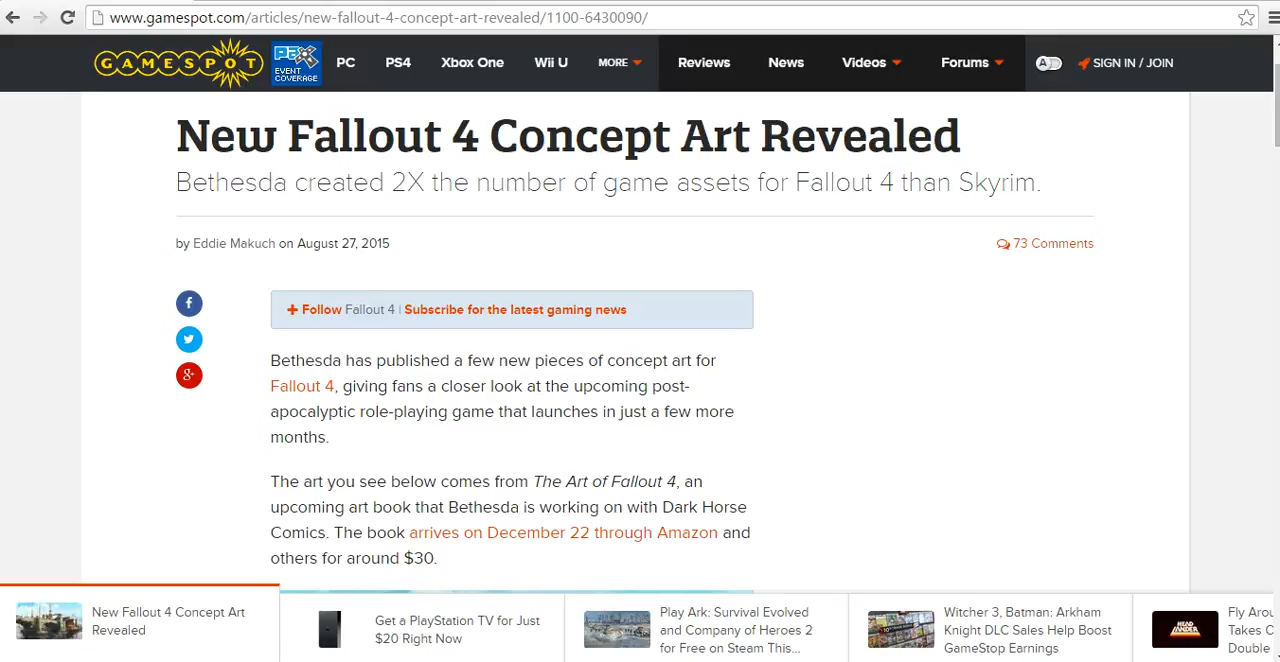 www.gamespot.com/articles/new-fallout-4-concept-art-revealed/1100-6430090/
GAMESPOT
PAX
EVENT
COVERAGE
PC PS4 Xbox One Wii U MORE Reviews News Videos Forums A SIGN IN / JOIN
New Fallout 4 Concept Art Revealed
Bethesda created 2X the number of game assets for Fallout 4 than Skyrim.
by Eddie Makuch on August 27, 2015
73 Comments
f
g+
+ Follow Fallout 4 | Subscribe for the latest gaming news
Bethesda has published a few new pieces of concept art for
Fallout 4, giving fans a closer look at the upcoming post-
apocalyptic role-playing game that launches in just a few more
months.
The art you see below comes from The Art of Fallout 4, an
upcoming art book that Bethesda is working on with Dark Horse
Comics. The book arrives on December 22 through Amazon and
others for around $30.
New Fallout 4 Concept Art
Revealed
Get a PlayStation TV for Just
$20 Right Now
Play Ark: Survival Evolved
and Company of Heroes 2
for Free on Steam This...
Witcher 3, Batman: Arkham
Knight DLC Sales Help Boost
GameStop Earnings
HEAD
LANDER
Fly Arou
Takes C
Double